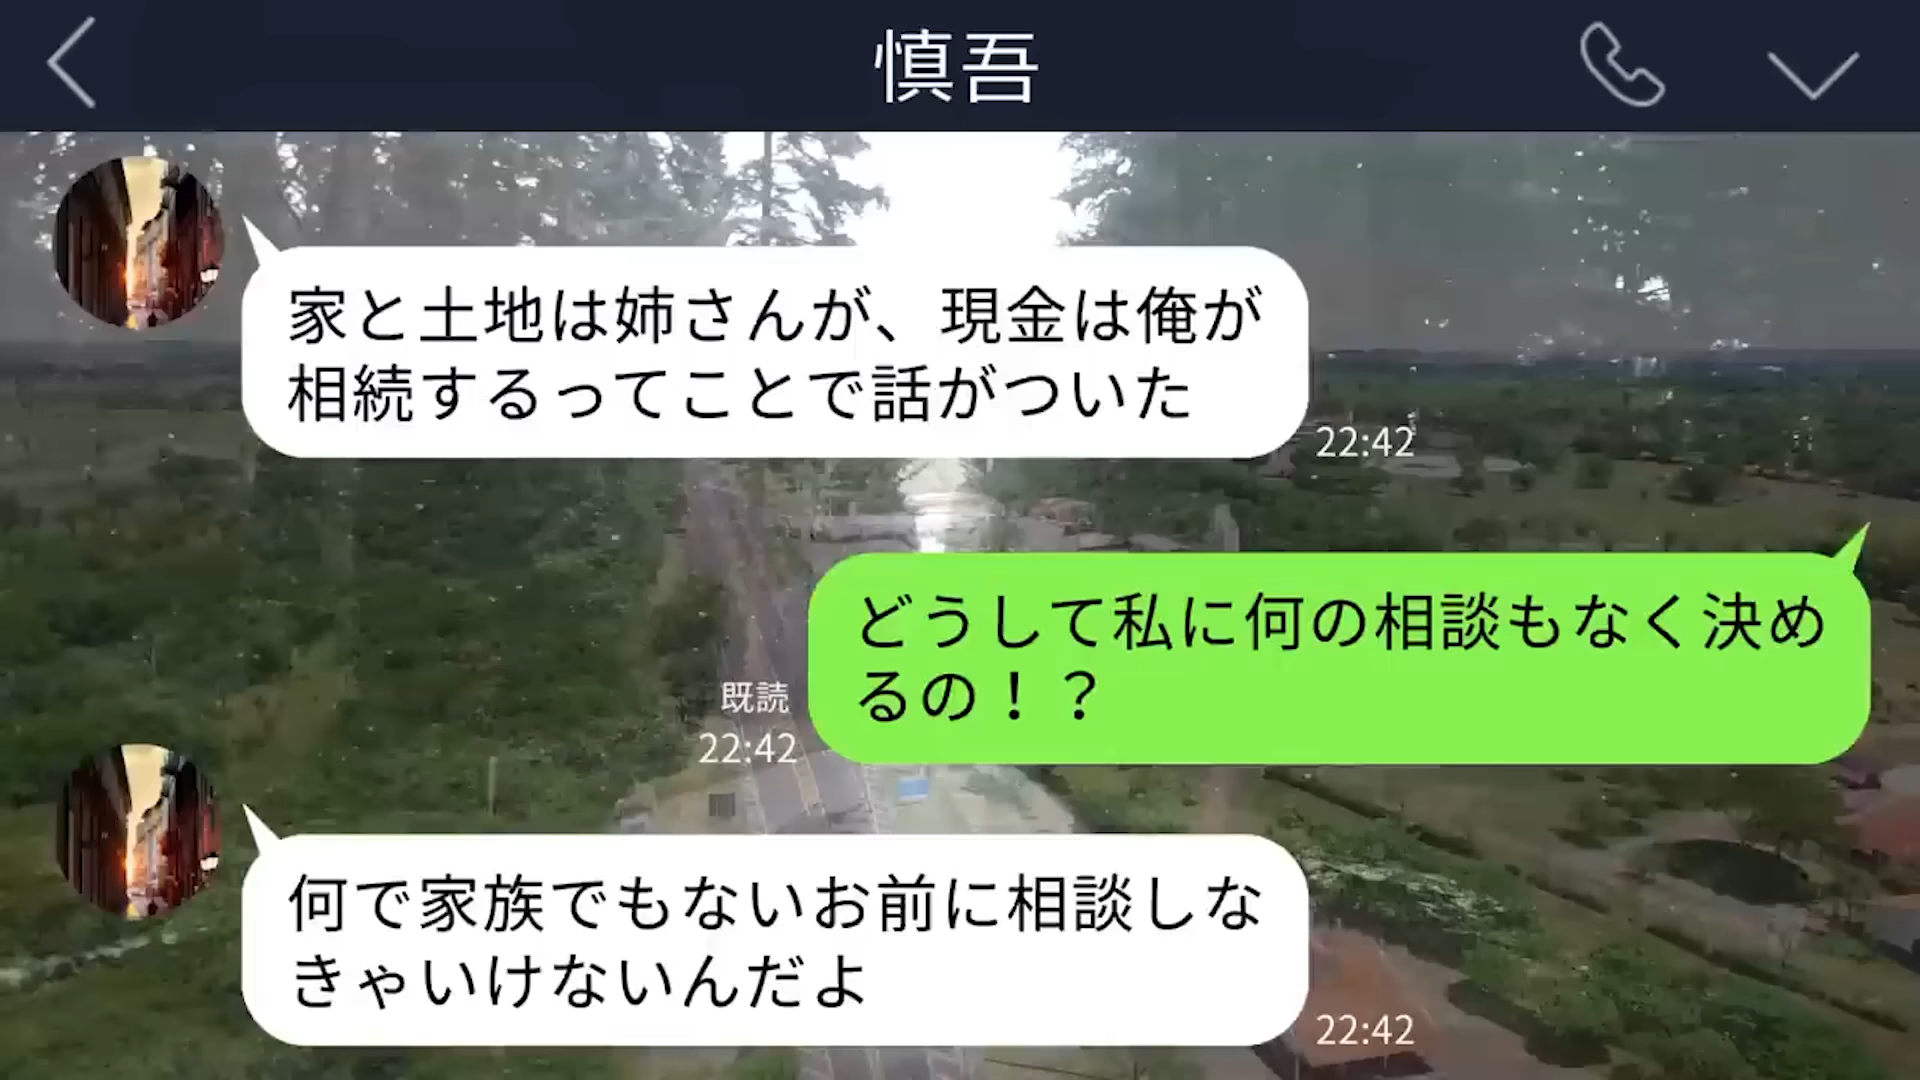 慎吾
家と土地は姉さんが、現金は俺が
相続するってことで話がついた
22:42
どうして私に何の相談もなく決め
るの！？
既読
22:42
何で家族でもないお前に相談しな
きゃいけないんだよ
22:42